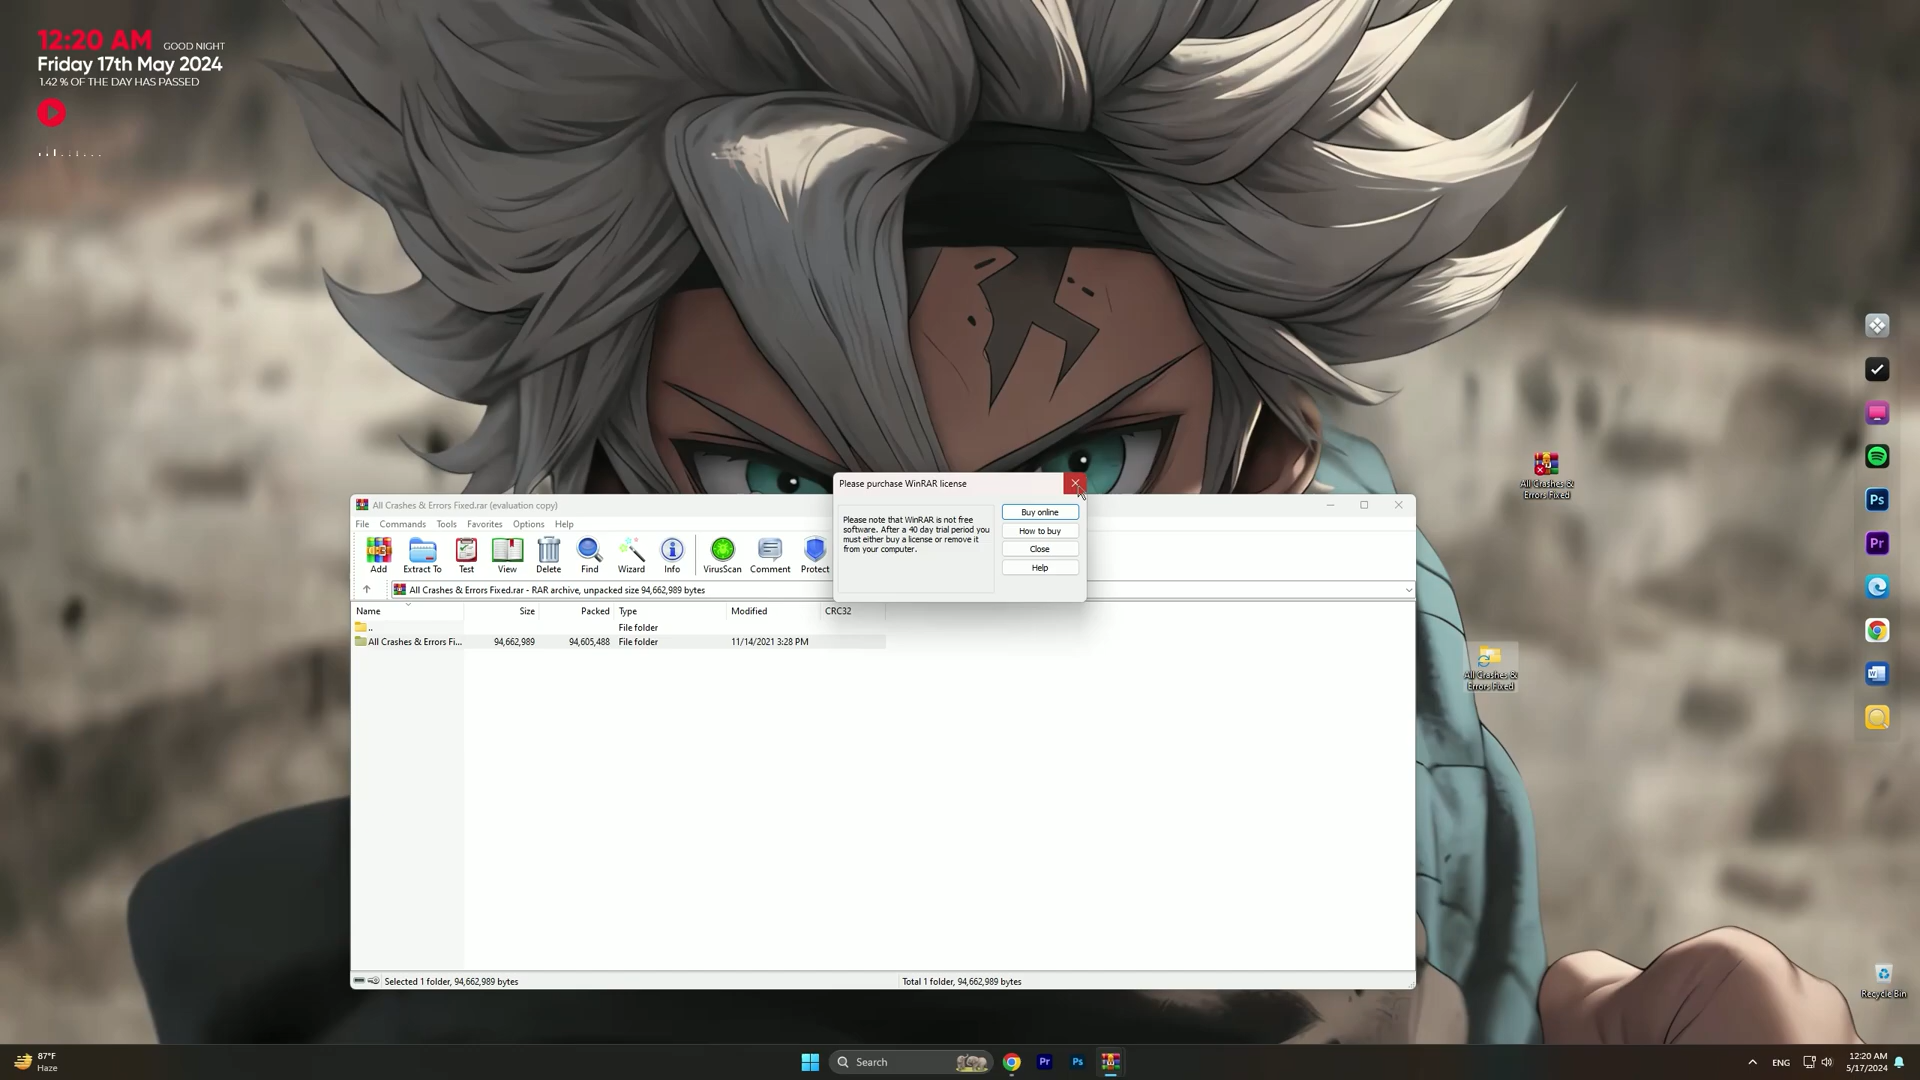 12:20 AM GOOD NIGHT
Friday 17th May 2024
1.42 % OF THE DAY HAS PASSED
All Crashes &
Errors Fixed
Please purchase WinRAR license
Please note that WinRAR is not free
software. After a 40 day trial period you
must either buy a license or remove it
from your computer.
Buy online
How to buy
Close
Help
All Crashes & Errors Fixed.rar (evaluation copy)
File Commands Tools Favorites Options Help
Add Extract To Test View Delete Find Wizard Info VirusScan Comment Protect
All Crashes & Errors Fixed.rar - RAR archive, unpacked size 94,662,989 bytes
Name Size Packed Type Modified CRC32
.. File folder
All Crashes & Errors Fi... 94,662,989 94,605,488 File folder 11/14/2021 3:28 PM
Selected 1 folder, 94,662,989 bytes
Total 1 folder, 94,662,989 bytes
All Crashes &
Errors Fixed
Ps
Pr
W
Recycle Bin
87°F
Haze
Search
Pr
Ps
ENG
12:20 AM
5/17/2024